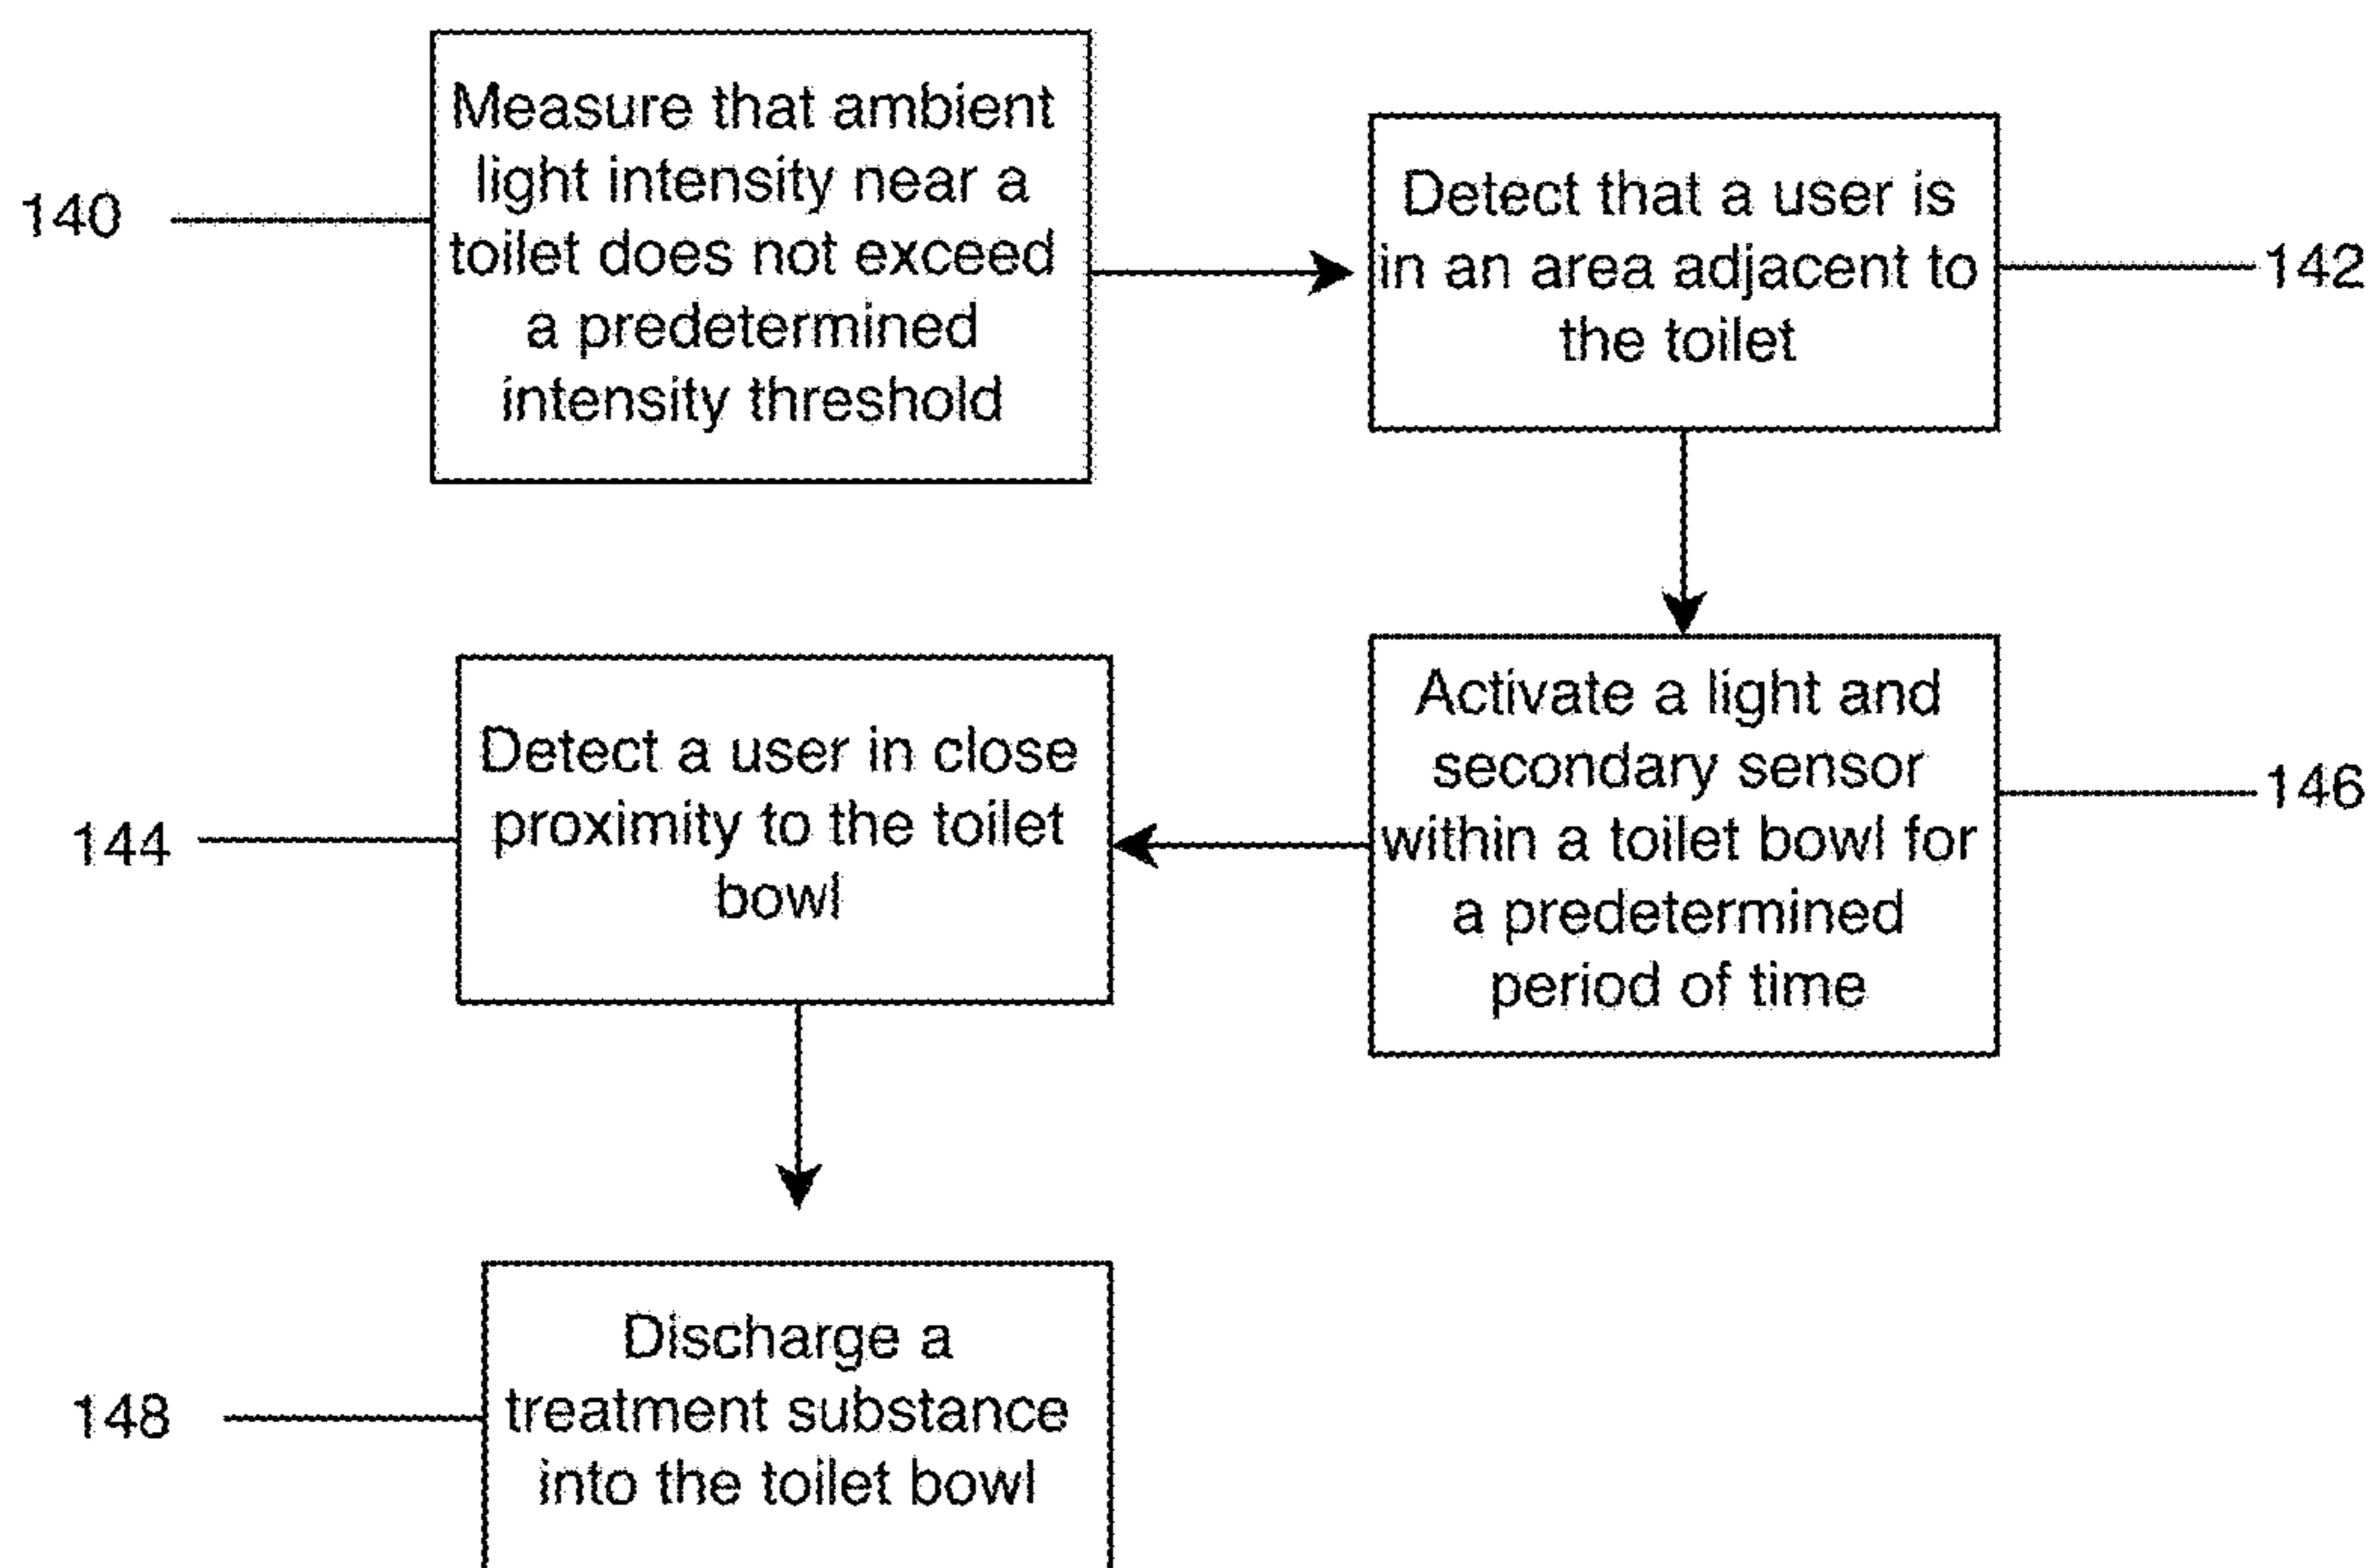 140
Measure that ambient
light intensity near a
toilet does not exceed
a predetermined
intensity threshold
Detect that a user is
in an area adjacent to
the toilet
142
144
Detect a user in close
proximity to the toilet
bowl
Activate a light and
secondary sensor
within a toilet bowl for
a predetermined
period of time
146
148
Discharge a
treatment substance
into the toilet bowl